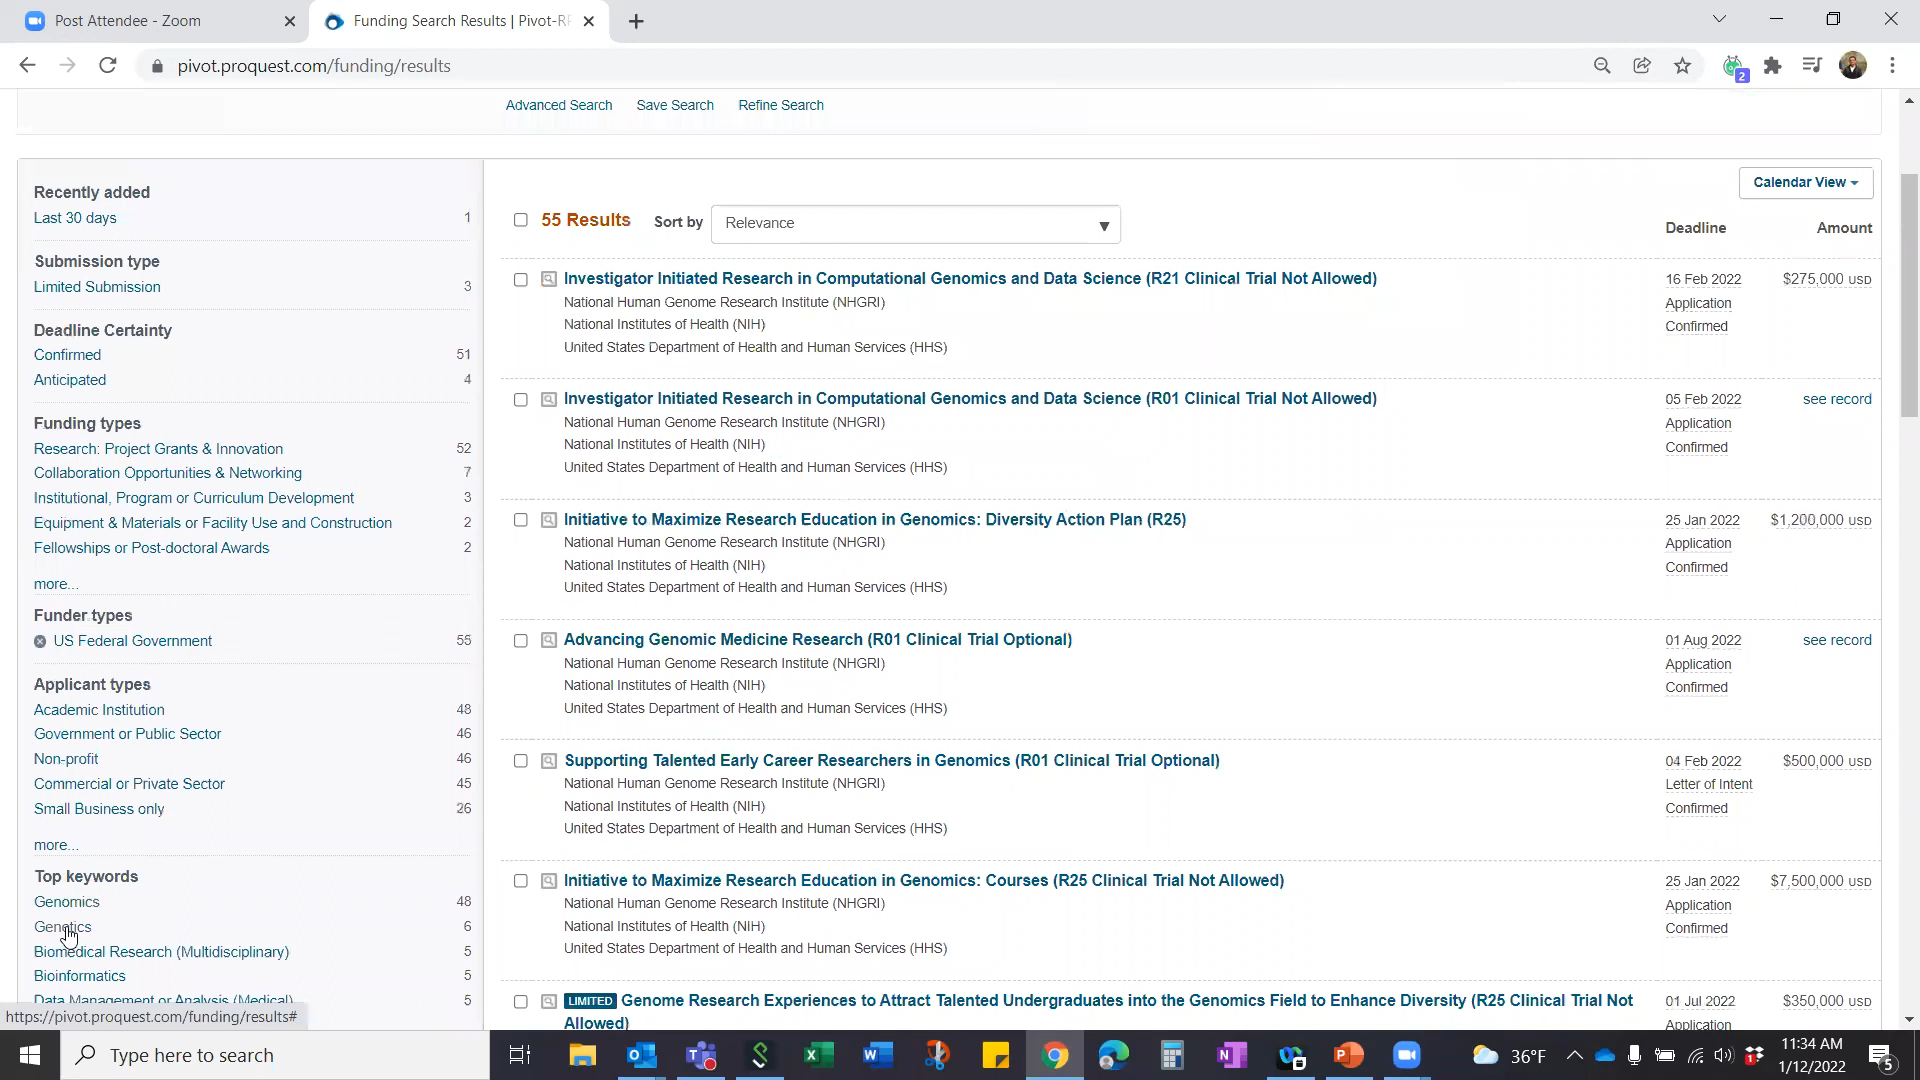 Post Attendee - Zoom
Funding Search Results | Pivot-RP
pivot.proquest.com/funding/results
2
Advanced Search Save Search Refine Search
Recently added
Last 30 days 1
Submission type
Limited Submission 3
Deadline Certainty
Confirmed 51
Anticipated 4
Funding types
Research: Project Grants & Innovation 52
Collaboration Opportunities & Networking 7
Institutional, Program or Curriculum Development 3
Equipment & Materials or Facility Use and Construction 2
Fellowships or Post-doctoral Awards 2
more...
Funder types
US Federal Government 55
Applicant types
Academic Institution 48
Government or Public Sector 46
Non-profit 46
Commercial or Private Sector 45
Small Business only 26
more...
Top keywords
Genomics 48
Genetics 6
Biomedical Research (Multidisciplinary) 5
Bioinformatics 5
Data Management or Analysis (Medical) 5
https://pivot.proquest.com/funding/results#
Calendar View
55 Results Sort by Relevance
Deadline Amount
Investigator Initiated Research in Computational Genomics and Data Science (R21 Clinical Trial Not Allowed)
National Human Genome Research Institute (NHGRI)
National Institutes of Health (NIH)
United States Department of Health and Human Services (HHS)
16 Feb 2022 $275,000 USD
Application
Confirmed
Investigator Initiated Research in Computational Genomics and Data Science (R01 Clinical Trial Not Allowed)
National Human Genome Research Institute (NHGRI)
National Institutes of Health (NIH)
United States Department of Health and Human Services (HHS)
05 Feb 2022 see record
Application
Confirmed
Initiative to Maximize Research Education in Genomics: Diversity Action Plan (R25)
National Human Genome Research Institute (NHGRI)
National Institutes of Health (NIH)
United States Department of Health and Human Services (HHS)
25 Jan 2022 $1,200,000 USD
Application
Confirmed
Advancing Genomic Medicine Research (R01 Clinical Trial Optional)
National Human Genome Research Institute (NHGRI)
National Institutes of Health (NIH)
United States Department of Health and Human Services (HHS)
01 Aug 2022 see record
Application
Confirmed
Supporting Talented Early Career Researchers in Genomics (R01 Clinical Trial Optional)
National Human Genome Research Institute (NHGRI)
National Institutes of Health (NIH)
United States Department of Health and Human Services (HHS)
04 Feb 2022 $500,000 USD
Letter of Intent
Confirmed
Initiative to Maximize Research Education in Genomics: Courses (R25 Clinical Trial Not Allowed)
National Human Genome Research Institute (NHGRI)
National Institutes of Health (NIH)
United States Department of Health and Human Services (HHS)
25 Jan 2022 $7,500,000 USD
Application
Confirmed
LIMITED Genome Research Experiences to Attract Talented Undergraduates into the Genomics Field to Enhance Diversity (R25 Clinical Trial Not
Allowed)
01 Jul 2022 $350,000 USD
Application
Type here to search
36°F
11:34 AM
1/12/2022
5